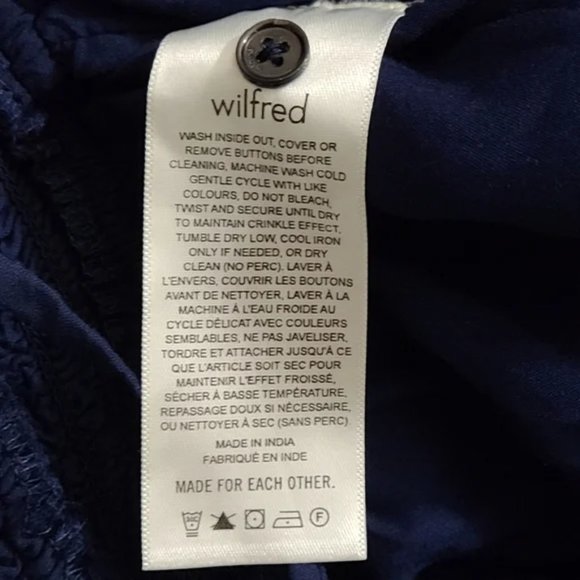 wilfred
WASH INSIDE OUT, COVER OR
REMOVE BUTTONS BEFORE
CLEANING, MACHINE WASH COLD
GENTLE CYCLE WITH LIKE
COLOURS, DO NOT BLEACH,
TWIST AND SECURE UNTIL DRY
TO MAINTAIN CRINKLE EFFECT,
TUMBLE DRY LOW, COOL IRON
ONLY IF NEEDED, OR DRY
CLEAN (NO PERC). LAVER À
L'ENVERS, COUVRIR LES BOUTONS
AVANT DE NETTOYER, LAVER À LA
MACHINE À L'EAU FROIDE AU
CYCLE DÉLICAT AVEC COULEURS
SEMBLABLES, NE PAS JAVELISER,
TORDRE ET ATTACHER JUSQU'À CE
QUE L'ARTICLE SOIT SEC POUR
MAINTENIR L'EFFET FROISSÉ,
SÉCHER À BASSE TEMPÉRATURE,
REPASSAGE DOUX SI NÉCESSAIRE,
OU NETTOYER À SEC (SANS PERC)
MADE IN INDIA
FABRIQUÉ EN INDE
MADE FOR EACH OTHER.
30C F